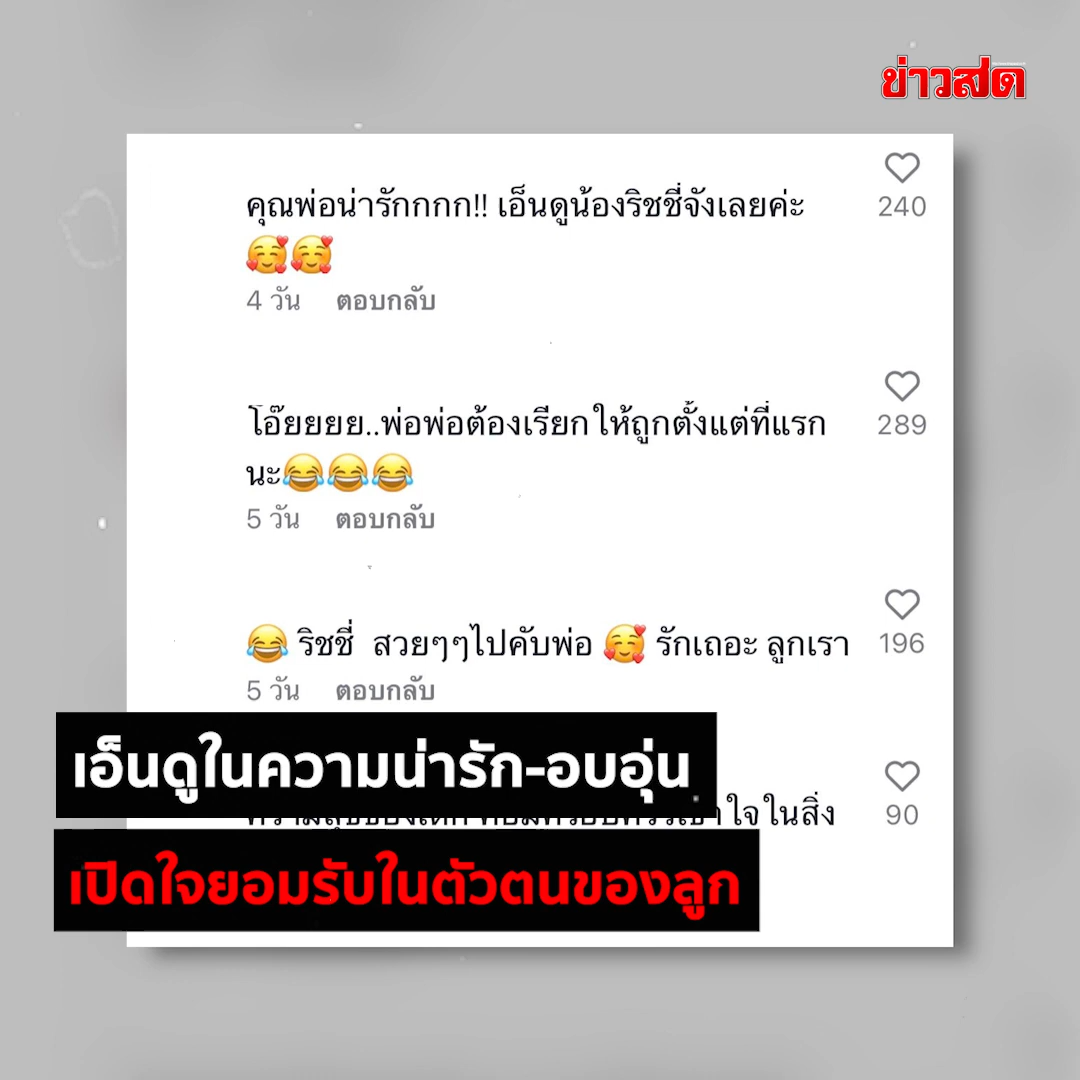 ข่าวสด
คุณพ่อน่ารักกกก!! เอ็นดูน้องริชชี่จังเลยค่ะ
🥰🥰
240
4 วัน ตอบกลับ
โอ๊ยยยย..พ่อพ่อต้องเรียกให้ถูกตั้งแต่ที่แรก
นะ😂😂😂
289
5 วัน ตอบกลับ
😂 ริชชี่ สวยๆๆไปคับพ่อ 🥰 รักเถอะ ลูกเรา
196
5 วัน ตอบกลับ
เอ็นดูในความน่ารัก-อบอุ่น
ในสิ่ง
90
เปิดใจยอมรับในตัวตนของลูก